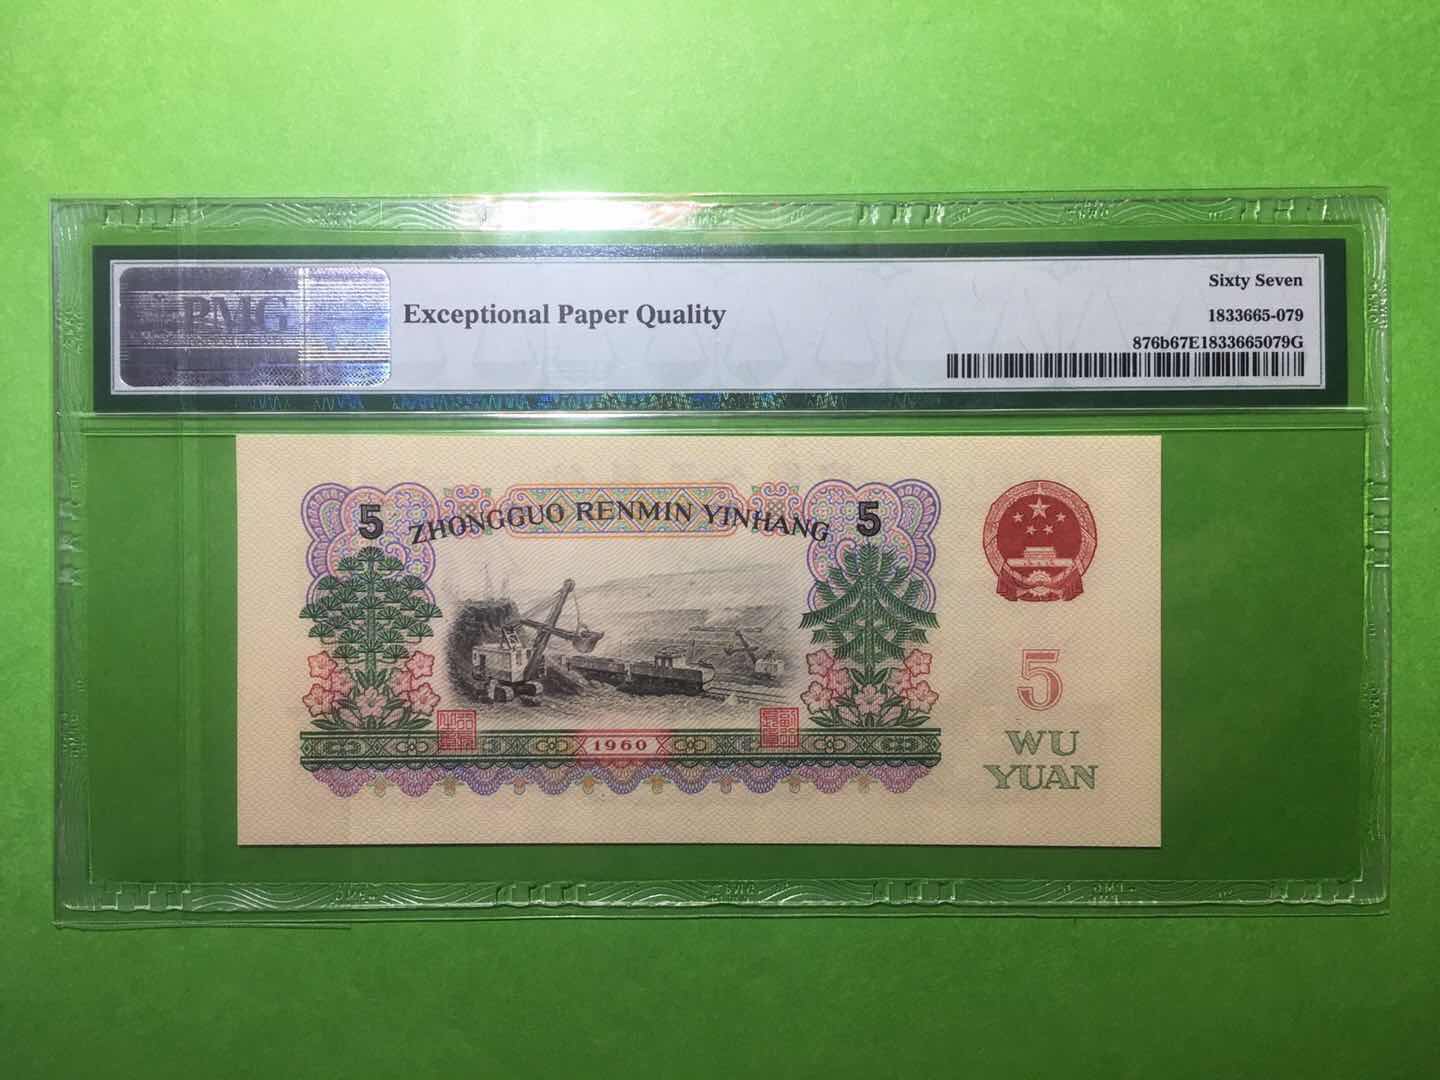 PMG
Exceptional Paper Quality
Sixty Seven
1833665-079
876b67E1833665079G
5 ZHONGGUO RENMIN YINHANG 5
1960
5
WU
YUAN